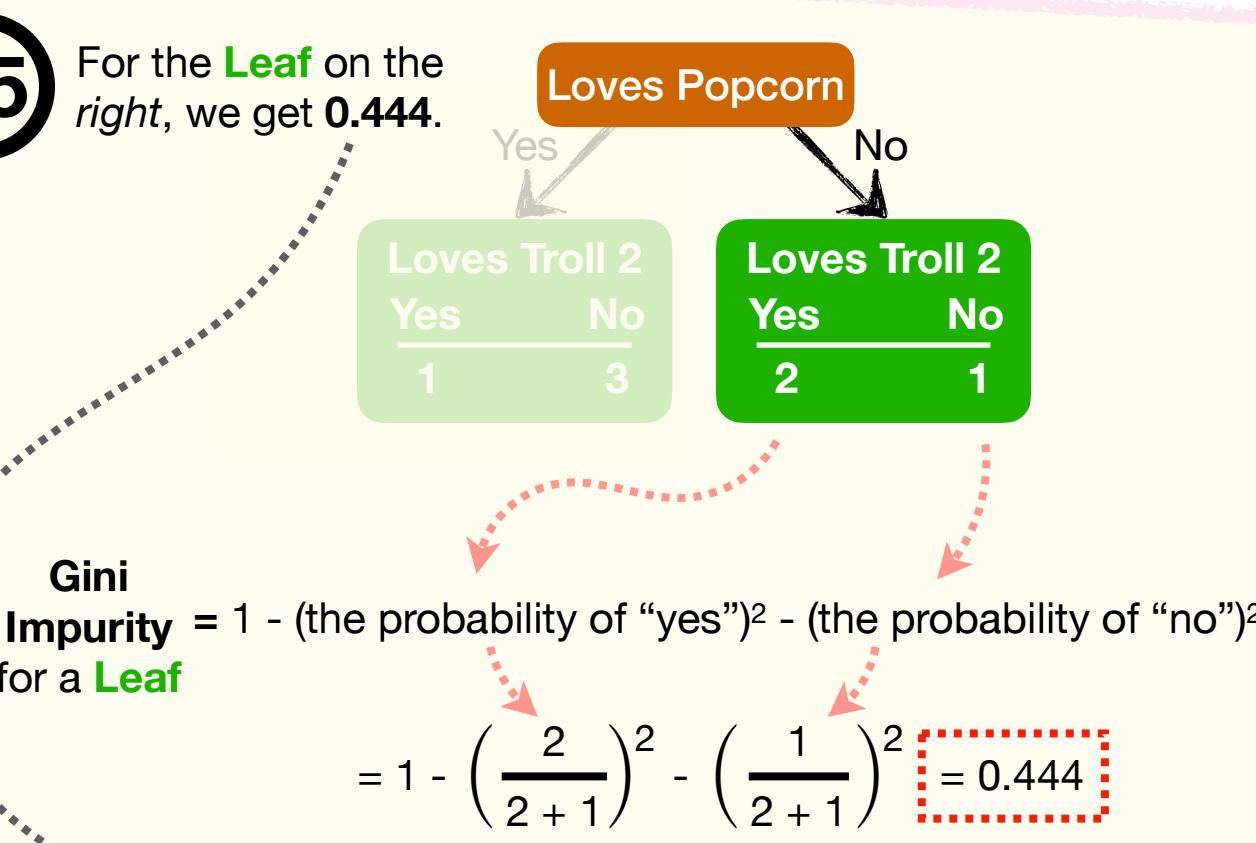 5
For the Leaf on the
right, we get 0.444.
Loves Popcorn
Yes
No
Loves Troll 2
Yes No
1 3
Loves Troll 2
Yes No
2 1
Gini
Impurity
for a Leaf
= 1 - (the probability of “yes”)² - (the probability of “no”)²
= 1 - (2 / 2 + 1)² - (1 / 2 + 1)² = 0.444